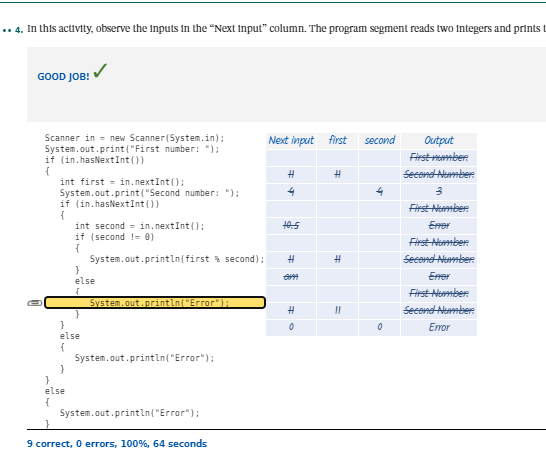 4. In this activity, observe the inputs in the “Next input” column. The program segment reads two integers and prints
GOOD JOB!
Scanner in = new Scanner(System.in);
System.out.print("First number: ");
if (in.hasNextInt())
{
int first = in.nextInt();
System.out.print("Second number: ");
if (in.hasNextInt())
{
int second = in.nextInt();
if (second != 0)
{
System.out.println(first % second);
}
else
{
System.out.println("Error");
}
}
else
{
System.out.println("Error");
}
}
else
{
System.out.println("Error");
}
Next input first second Output
First number:
11 11 Second Number:
4 4 3
First Number:
10.5 Error
First Number:
11 11 Second Number:
am Error
First Number:
11 11 Second Number:
0 0 Error
9 correct, 0 errors, 100%, 64 seconds